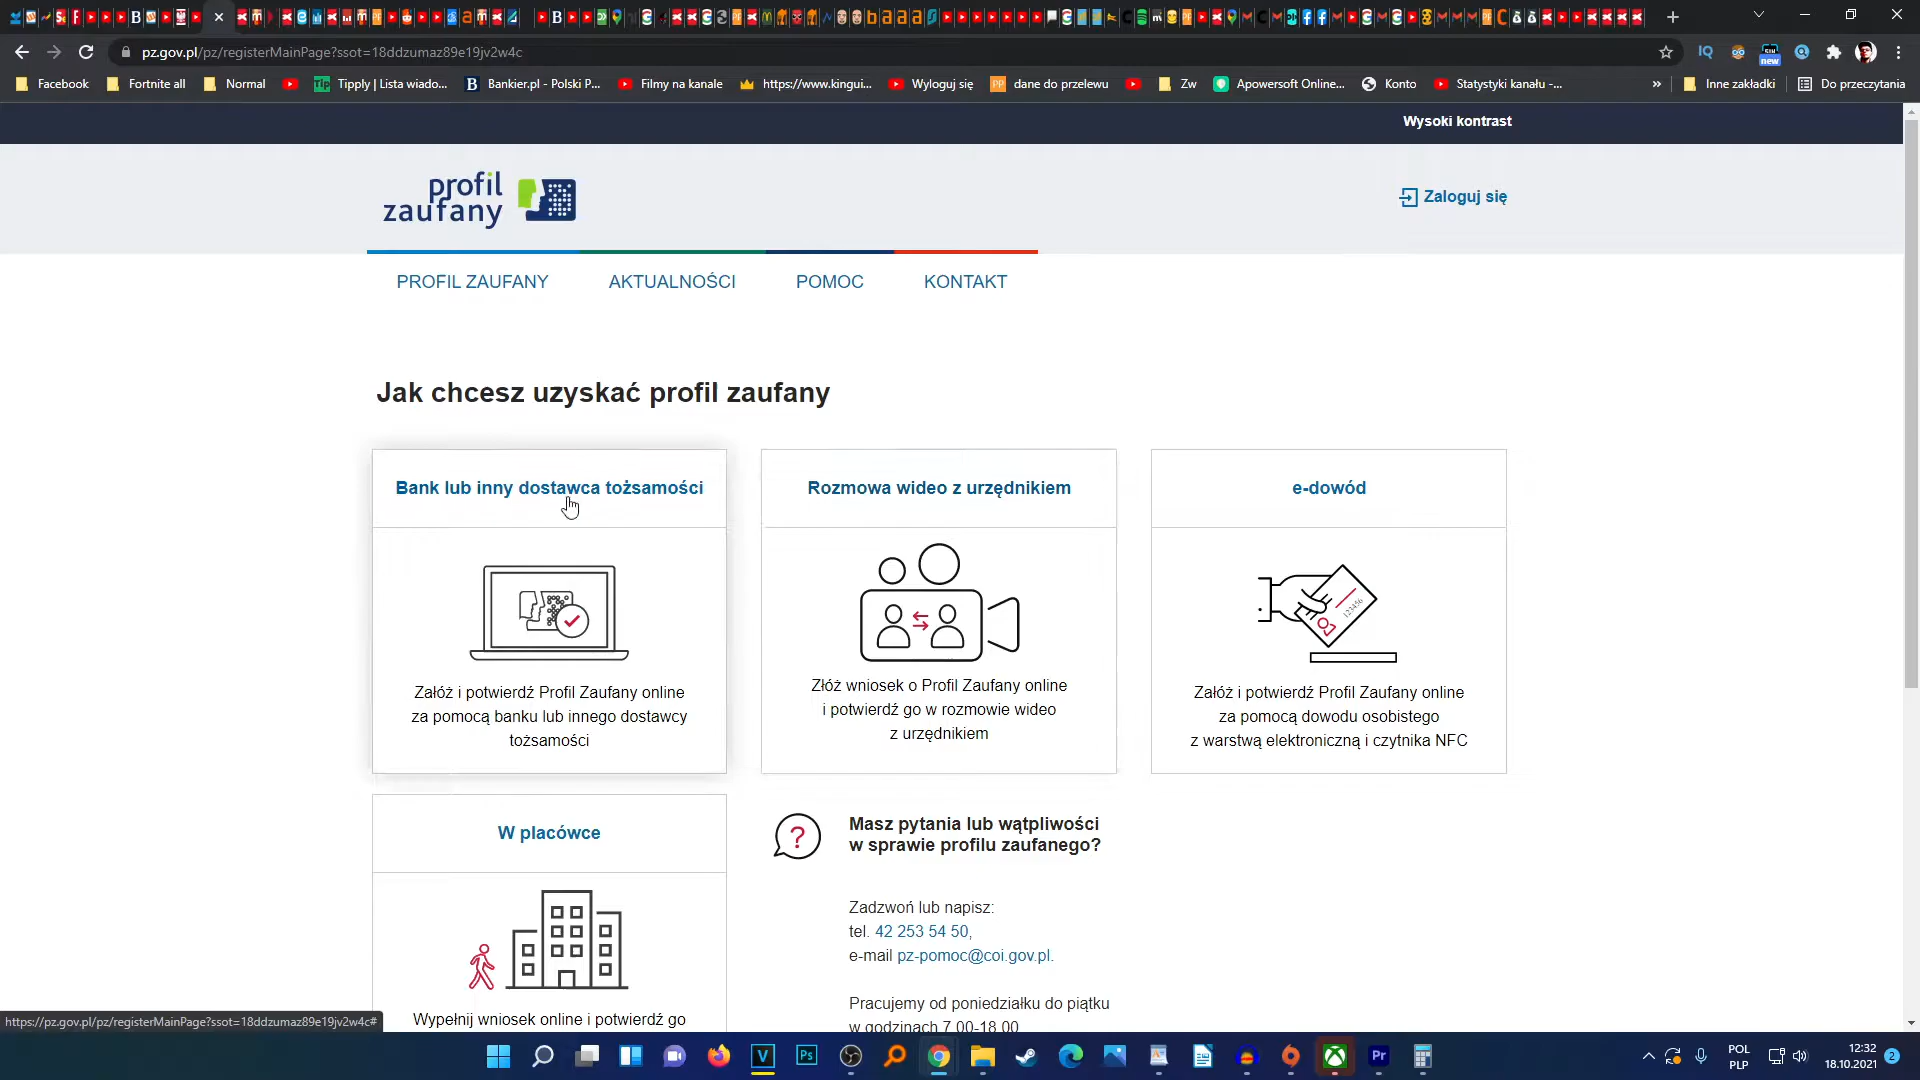 pz.gov.pl/pz/registerMainPage?ssot=18ddzumaz89e19jv2w4c
Facebook
Fortnite all
Normal
Tipply | Lista wiado...
Bankier.pl - Polski P...
Filmy na kanale
https://www.kingui...
Wyloguj się
dane do przelewu
Zw
Apowersoft Online...
Konto
Statystyki kanału -...
»
Inne zakładki
Do przeczytania
Wysoki kontrast
profil
zaufany
Zaloguj się
PROFIL ZAUFANY
AKTUALNOŚCI
POMOC
KONTAKT
Jak chcesz uzyskać profil zaufany
Bank lub inny dostawca tożsamości
Załóż i potwierdź Profil Zaufany online
za pomocą banku lub innego dostawcy
tożsamości
Rozmowa wideo z urzędnikiem
Złóż wniosek o Profil Zaufany online
i potwierdź go w rozmowie wideo
z urzędnikiem
e-dowód
123456
Załóż i potwierdź Profil Zaufany online
za pomocą dowodu osobistego
z warstwą elektroniczną i czytnika NFC
W placówce
Wypełnij wniosek online i potwierdź go
?
Masz pytania lub wątpliwości
w sprawie profilu zaufanego?
Zadzwoń lub napisz:
tel. 42 253 54 50,
e-mail pz-pomoc@coi.gov.pl.
Pracujemy od poniedziałku do piątku
w godzinach 7.00-18.00
https://pz.gov.pl/pz/registerMainPage?ssot=18ddzumaz89e19jv2w4c#
POL
PLP
12:32
18.10.2021
2